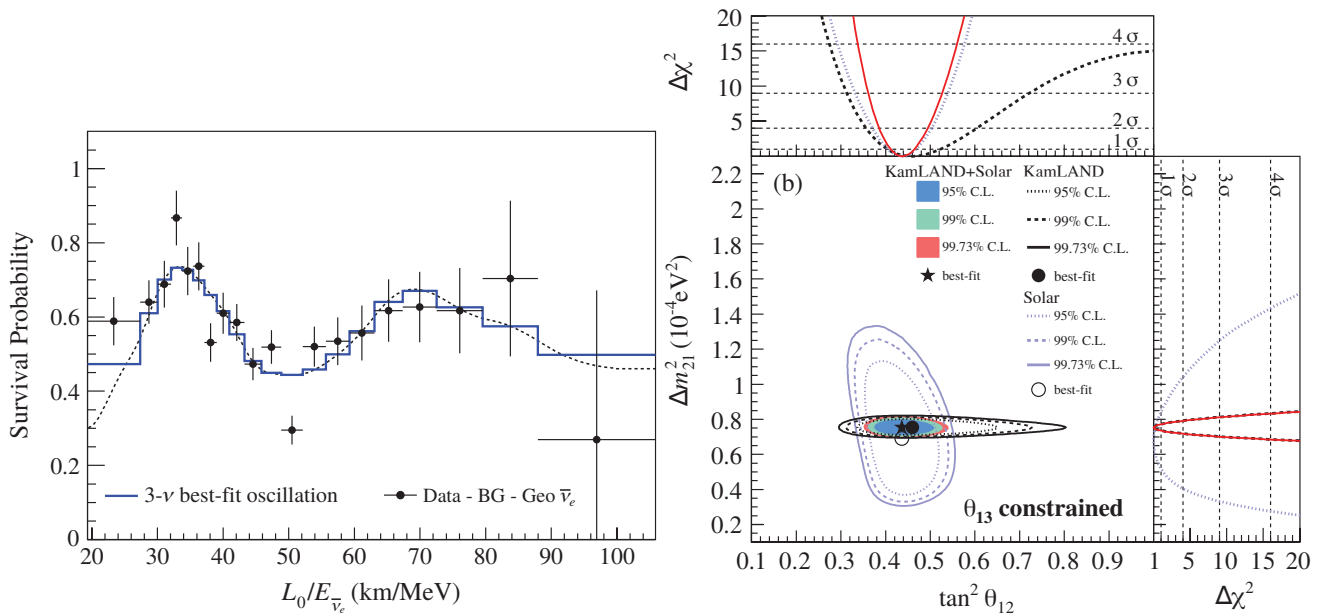 Survival Probability
1
0.8
0.6
0.4
0.2
0
3-ν best-fit oscillation
Data - BG - Geo ν̅ₑ
20 30 40 50 60 70 80 90 100
L₀/E_ν̅ₑ (km/MeV)
Δχ²
20
15
10
5
4σ
3σ
2σ
1σ
(b)
KamLAND+Solar
95% C.L.
99% C.L.
99.73% C.L.
best-fit
KamLAND
95% C.L.
99% C.L.
99.73% C.L.
best-fit
Solar
95% C.L.
99% C.L.
99.73% C.L.
best-fit
θ₁₃ constrained
Δm²₂₁ (10⁻⁴eV²)
2.2
2
1.8
1.6
1.4
1.2
1
0.8
0.6
0.4
0.2
0.1 0.2 0.3 0.4 0.5 0.6 0.7 0.8 0.9
tan² θ₁₂
1σ 2σ 3σ 4σ
1 5 10 15 20
Δχ²